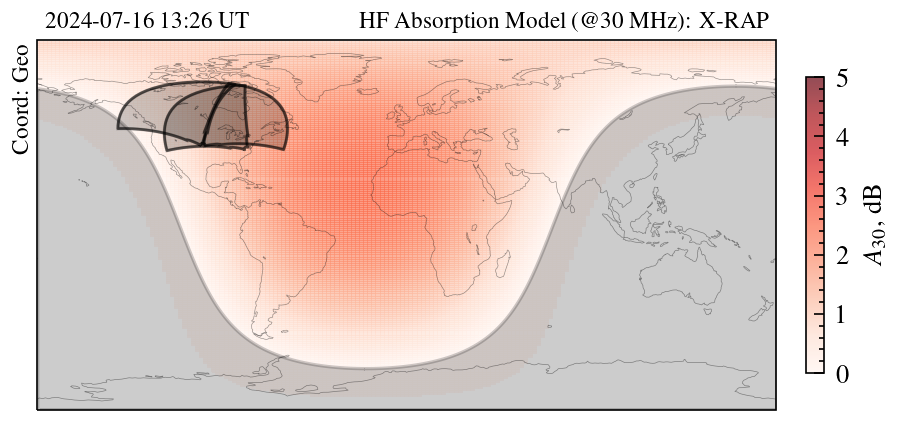 2024-07-16 13:26 UT
HF Absorption Model (@30 MHz): X-RAP
Coord: Geo
5
4
3
2
1
0
A₃₀, dB